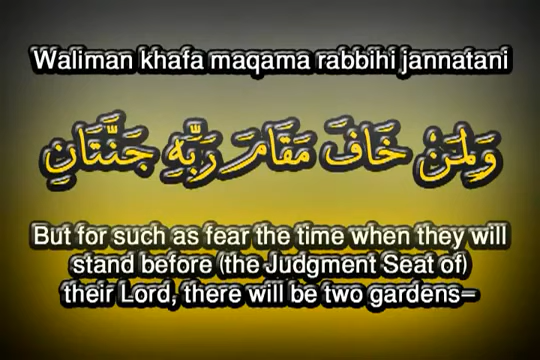 Waliman khafa maqama rabbihi jannatani
وَلِمَنْ خَافَ مَقَامَ رَبِّهِ جَنَّتَانِ
But for such as fear the time when they will
stand before (the Judgment Seat of)
their Lord, there will be two gardens–